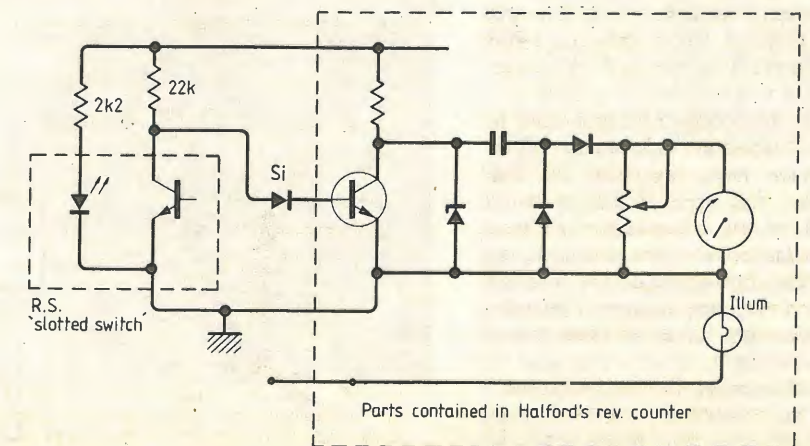 2k2
22k
Si
R.S.
'slotted switch'
Illum
Parts contained in Halford's rev. counter